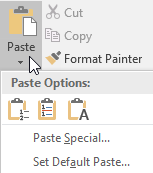 Cut
Copy
Paste
Format Painter
Paste Options:
A
Paste Special...
Set Default Paste...